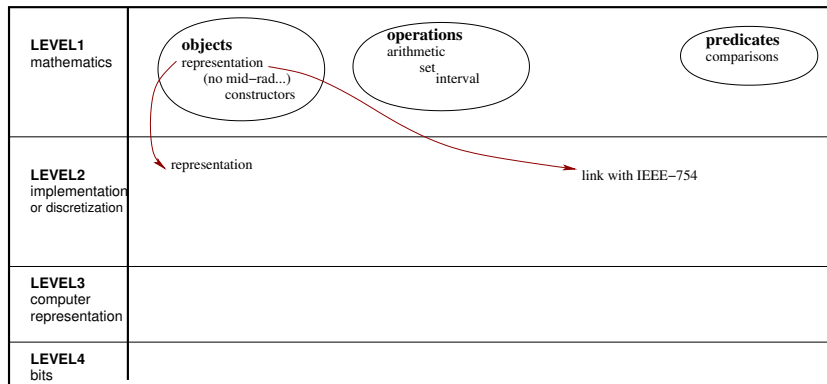 LEVEL1
mathematics
objects
representation
(no mid−rad...)
constructors
operations
arithmetic
set
interval
predicates
comparisons
LEVEL2
implementation
or discretization
representation
link with IEEE−754
LEVEL3
computer
representation
LEVEL4
bits